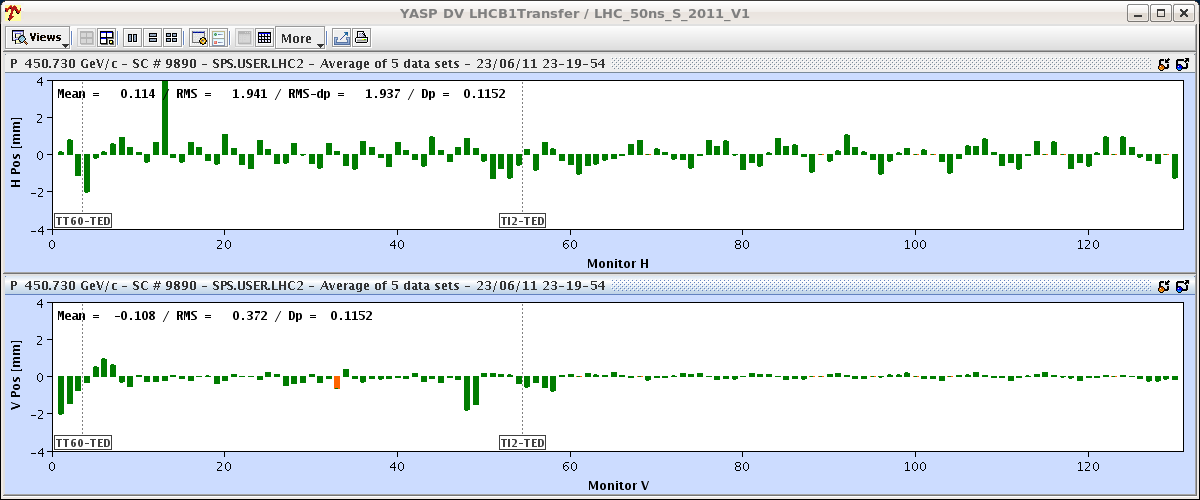 YASP DV LHCB1Transfer / LHC_50ns_S_2011_V1
Views More
P 450.730 GeV/c - SC # 9890 - SPS.USER.LHC2 - Average of 5 data sets - 23/06/11 23-19-54
Mean = 0.114 / RMS = 1.941 / RMS-dp = 1.937 / Dp = 0.1152
H Pos [mm]
4
2
0
-2
-4
TT60-TED TI2-TED
0 20 40 60 80 100 120
Monitor H
P 450.730 GeV/c - SC # 9890 - SPS.USER.LHC2 - Average of 5 data sets - 23/06/11 23-19-54
Mean = -0.108 / RMS = 0.372 / Dp = 0.1152
V Pos [mm]
4
2
0
-2
-4
TT60-TED TI2-TED
0 20 40 60 80 100 120
Monitor V